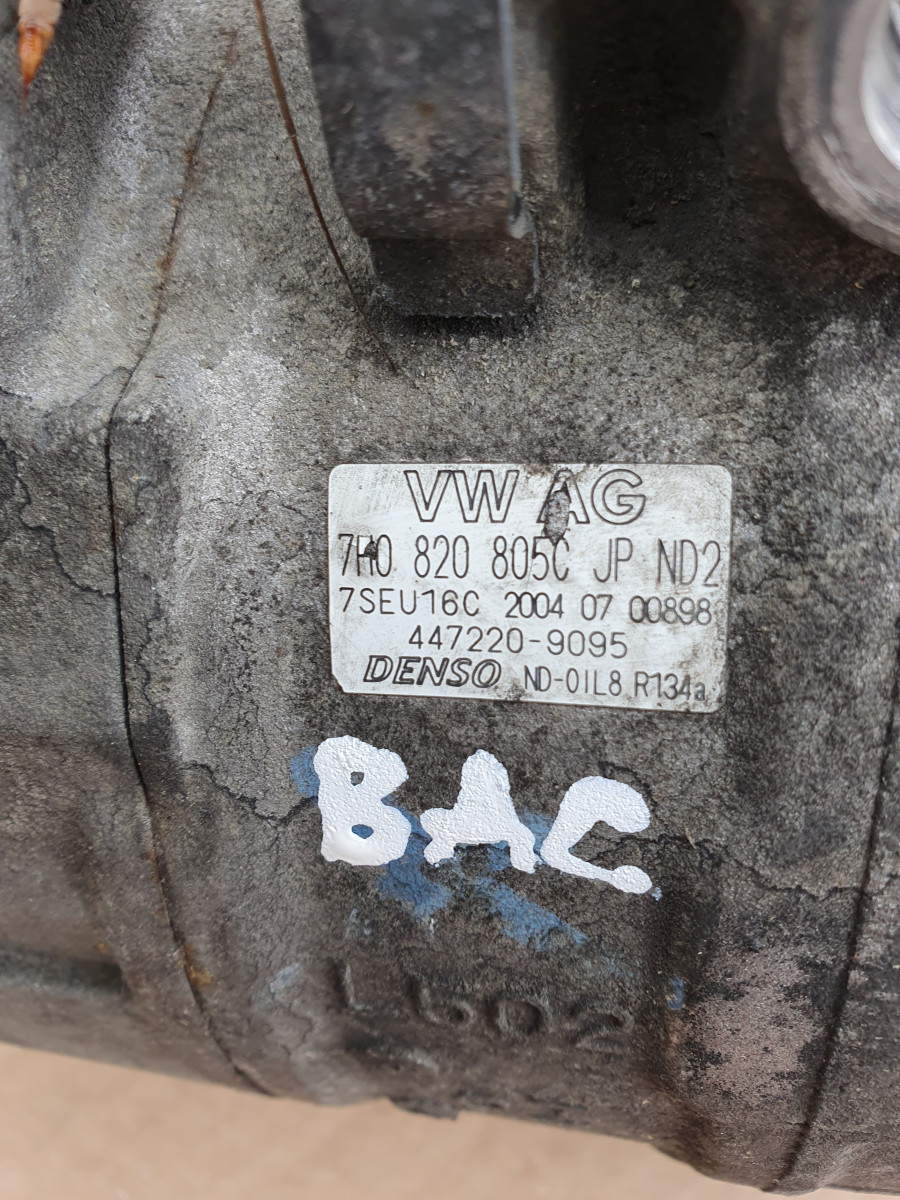 VW AG
7H0 820 805C JP ND2
7SEU16C 2004 07 00898
447220-9095
DENSO ND-OIL8 R134a
BAC